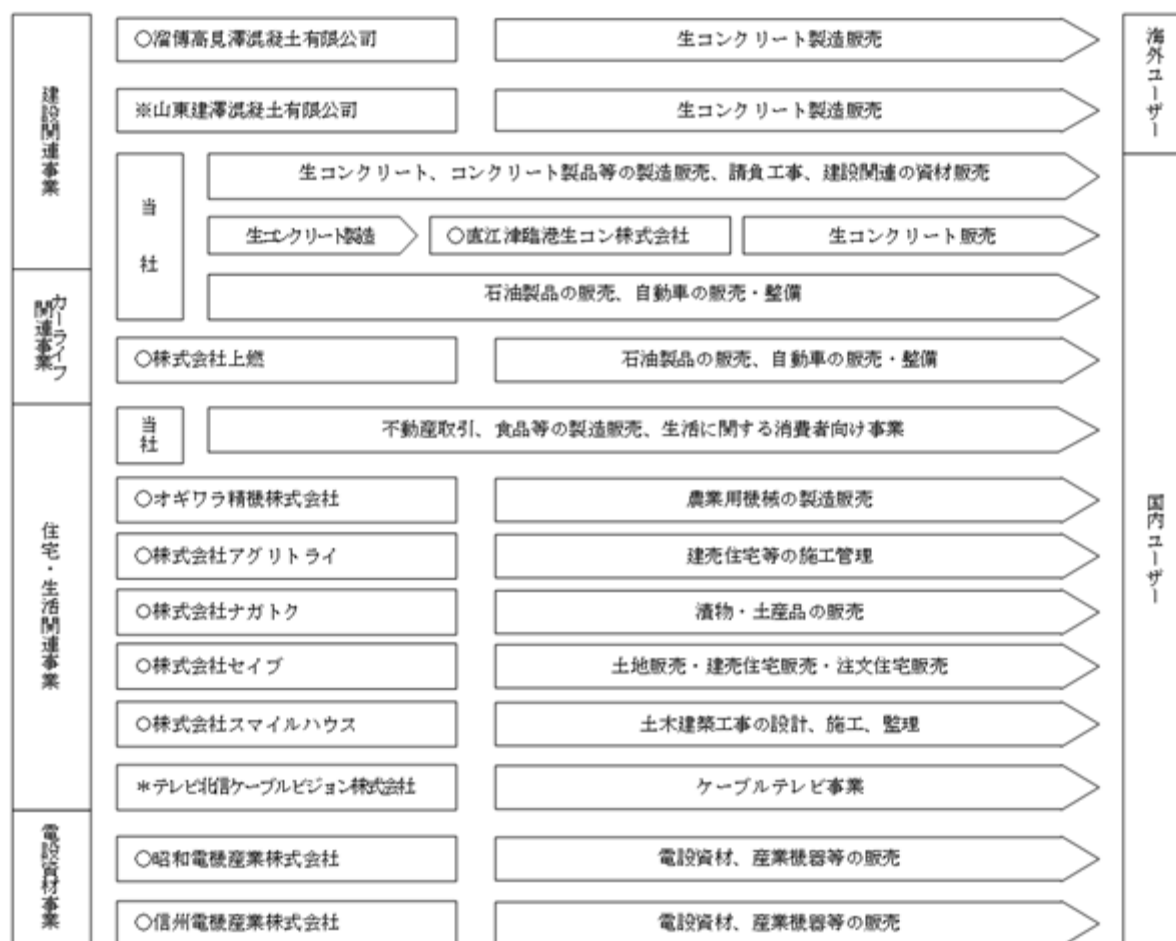 建設関連事業
○淄博高見澤混凝土有限公司
生コンクリート製造販売
海外ユーザー
※山東建澤混凝土有限公司
生コンクリート製造販売
当社
生コンクリート、コンクリート製品等の製造販売、請負工事、建設関連の資材販売
生コンクリート製造
○直江津臨港生コン株式会社
生コンクリート販売
石油製品の販売、自動車の販売・整備
カーライフ
関連事業
○株式会社上燃
石油製品の販売、自動車の販売・整備
国内ユーザー
住宅・生活関連事業
当社
不動産取引、食品等の製造販売、生活に関する消費者向け事業
○オギワラ精機株式会社
農業用機械の製造販売
○株式会社アグリトライ
建売住宅等の施工管理
○株式会社ナガトク
漬物・土産品の販売
○株式会社セイブ
土地販売・建売住宅販売・注文住宅販売
○株式会社スマイルハウス
土木建築工事の設計、施工、監理
*テレビ北信ケーブルビジョン株式会社
ケーブルテレビ事業
電設資材事業
○昭和電機産業株式会社
電設資材、産業機器等の販売
○信州電機産業株式会社
電設資材、産業機器等の販売